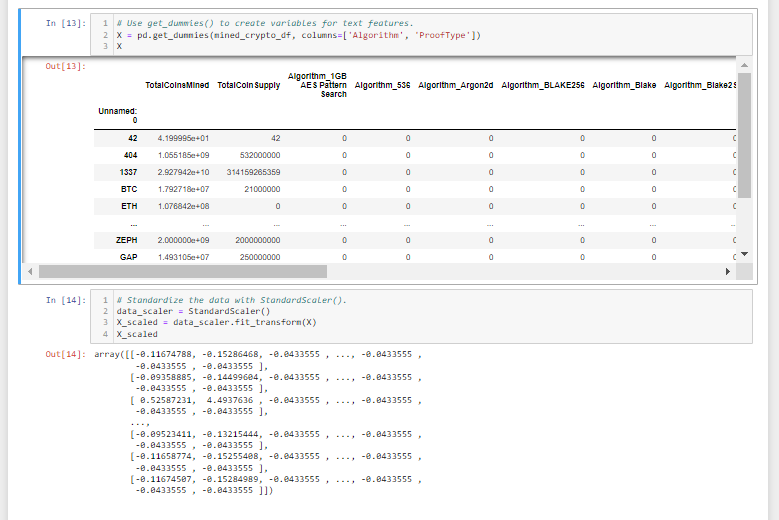 In [13]:
1 # Use get_dummies() to create variables for text features.
2 X = pd.get_dummies(mined_crypto_df, columns=['Algorithm', 'ProofType'])
3 X
Out[13]:
TotalCoinsMined TotalCoinSupply Algorithm_1GB AES Pattern Search Algorithm_536 Algorithm_Argon2d Algorithm_BLAKE256 Algorithm_Blake Algorithm_Blake2S
Unnamed: 0
42 4.199995e+01 42 0 0 0 0 0 0
404 1.055185e+09 532000000 0 0 0 0 0 0
1337 2.927942e+10 314159265359 0 0 0 0 0 0
BTC 1.792718e+07 21000000 0 0 0 0 0 0
ETH 1.076842e+08 0 0 0 0 0 0 0
... ... ... ... ... ... ... ... ...
ZEPH 2.000000e+09 2000000000 0 0 0 0 0 0
GAP 1.493105e+07 250000000 0 0 0 0 0 0
In [14]:
1 # Standardize the data with StandardScaler().
2 data_scaler = StandardScaler()
3 X_scaled = data_scaler.fit_transform(X)
4 X_scaled
Out[14]: array([[-0.11674788, -0.15286468, -0.0433555 , ..., -0.0433555 ,
-0.0433555 , -0.0433555 ],
[-0.09358885, -0.14499604, -0.0433555 , ..., -0.0433555 ,
-0.0433555 , -0.0433555 ],
[ 0.52587231, 4.4937636 , -0.0433555 , ..., -0.0433555 ,
-0.0433555 , -0.0433555 ],
...,
[-0.09523411, -0.13215444, -0.0433555 , ..., -0.0433555 ,
-0.0433555 , -0.0433555 ],
[-0.11658774, -0.15255408, -0.0433555 , ..., -0.0433555 ,
-0.0433555 , -0.0433555 ],
[-0.11674507, -0.15284989, -0.0433555 , ..., -0.0433555 ,
-0.0433555 , -0.0433555 ]])